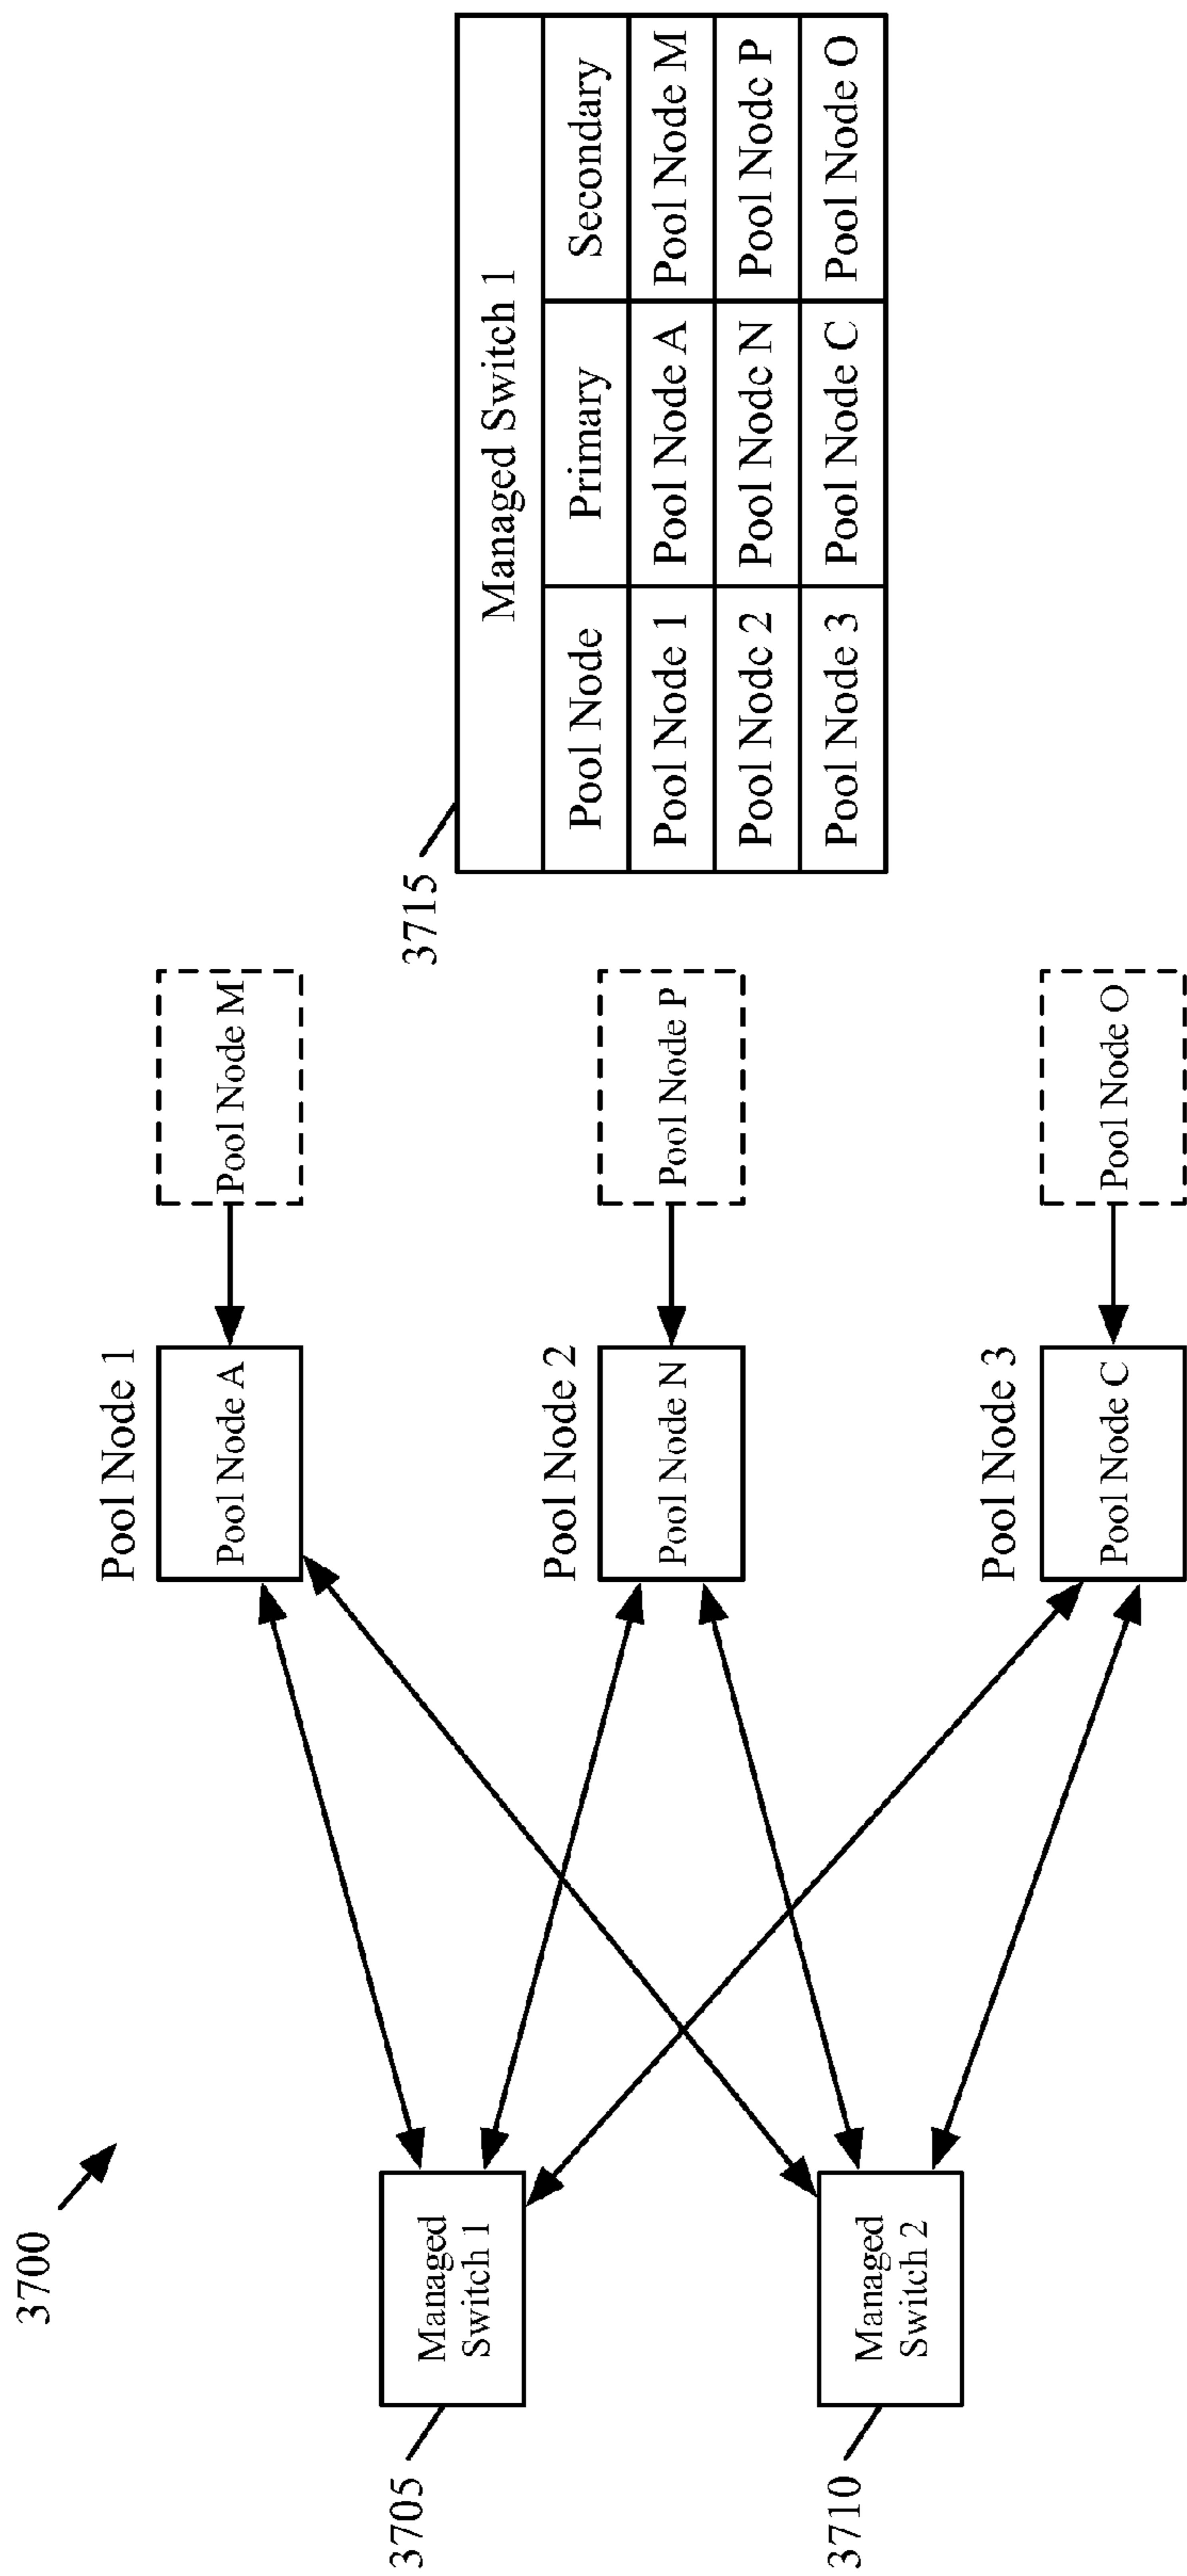 3700
Pool Node 1
Pool Node A
Pool Node M
3705
Managed
Switch 1
Pool Node 2
Pool Node N
Pool Node P
3710
Managed
Switch 2
Pool Node 3
Pool Node C
Pool Node O
3715
Managed Switch 1
Pool Node Primary Secondary
Pool Node 1 Pool Node A Pool Node M
Pool Node 2 Pool Node N Pool Node P
Pool Node 3 Pool Node C Pool Node O